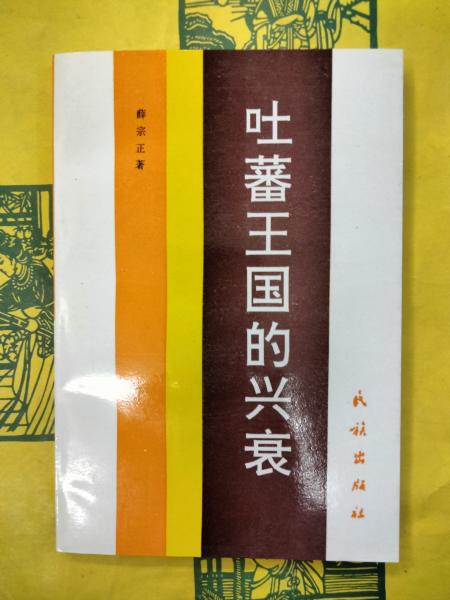 薛宗正著
吐蕃王国的兴衰
民族出版社